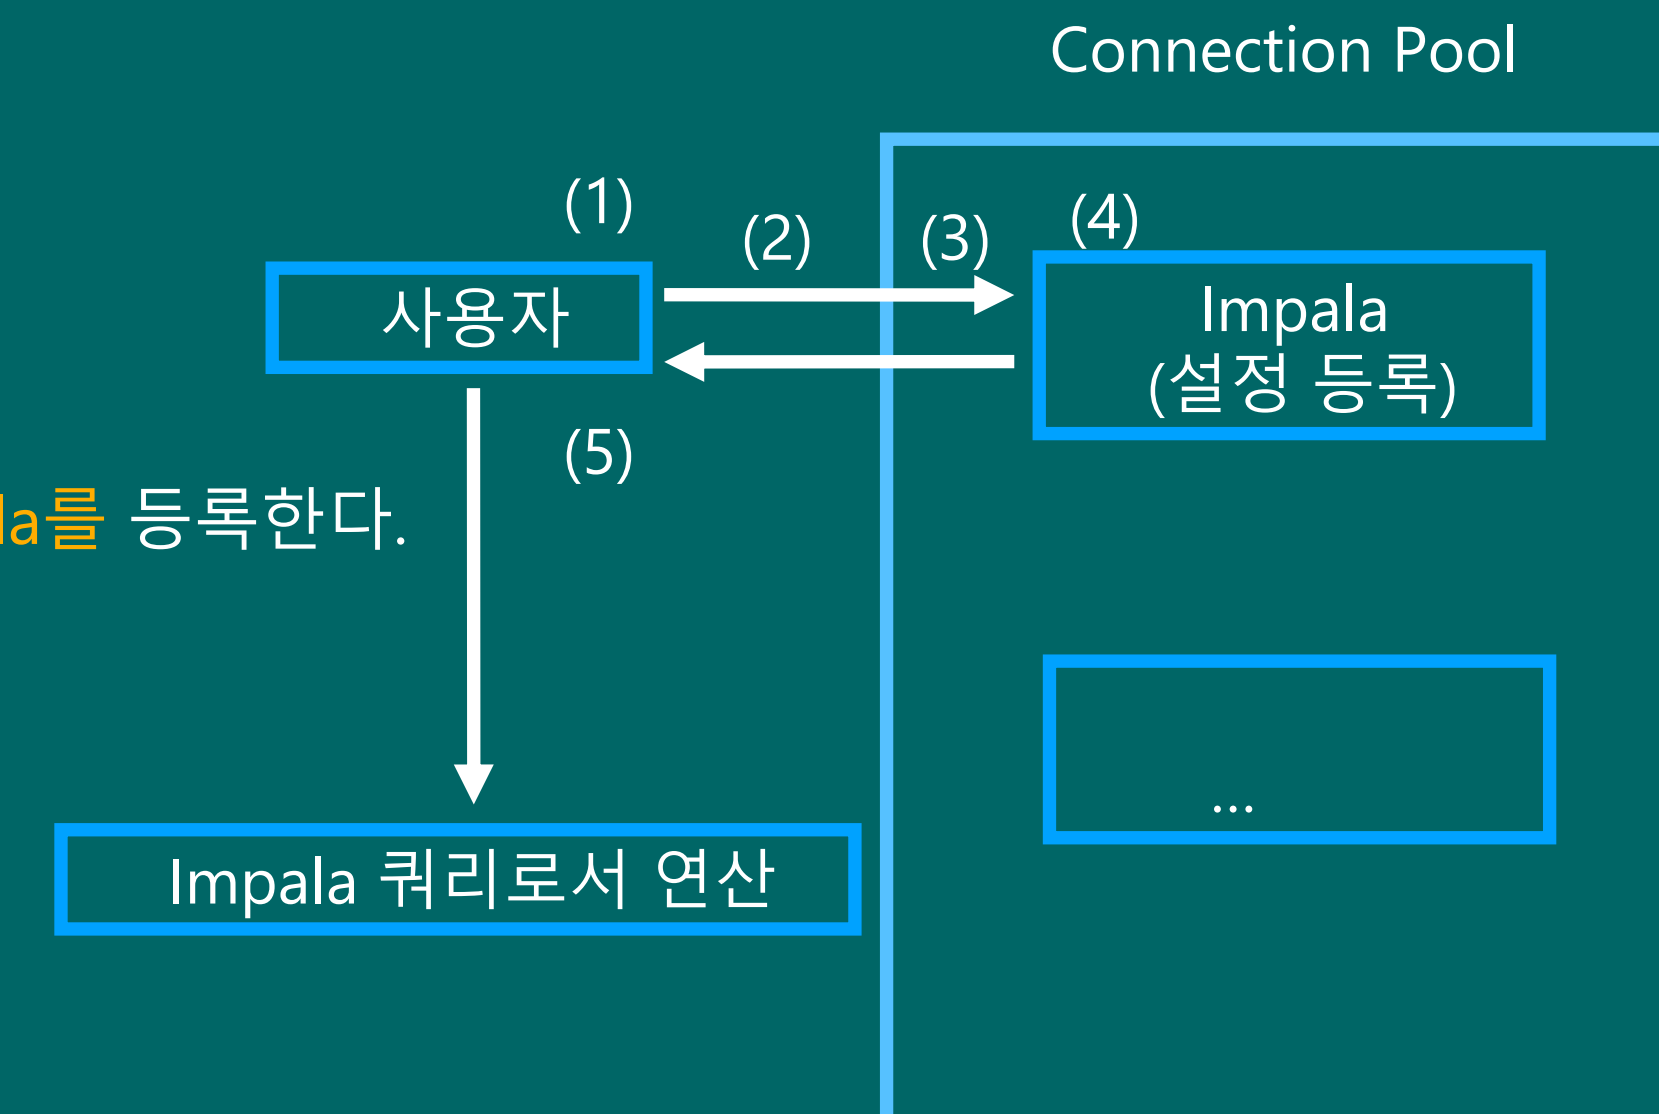 Connection Pool
(1)
(2)
(3)
(4)
사용자
Impala
(설정 등록)
(5)
la를 등록한다.
...
Impala 쿼리로서 연산